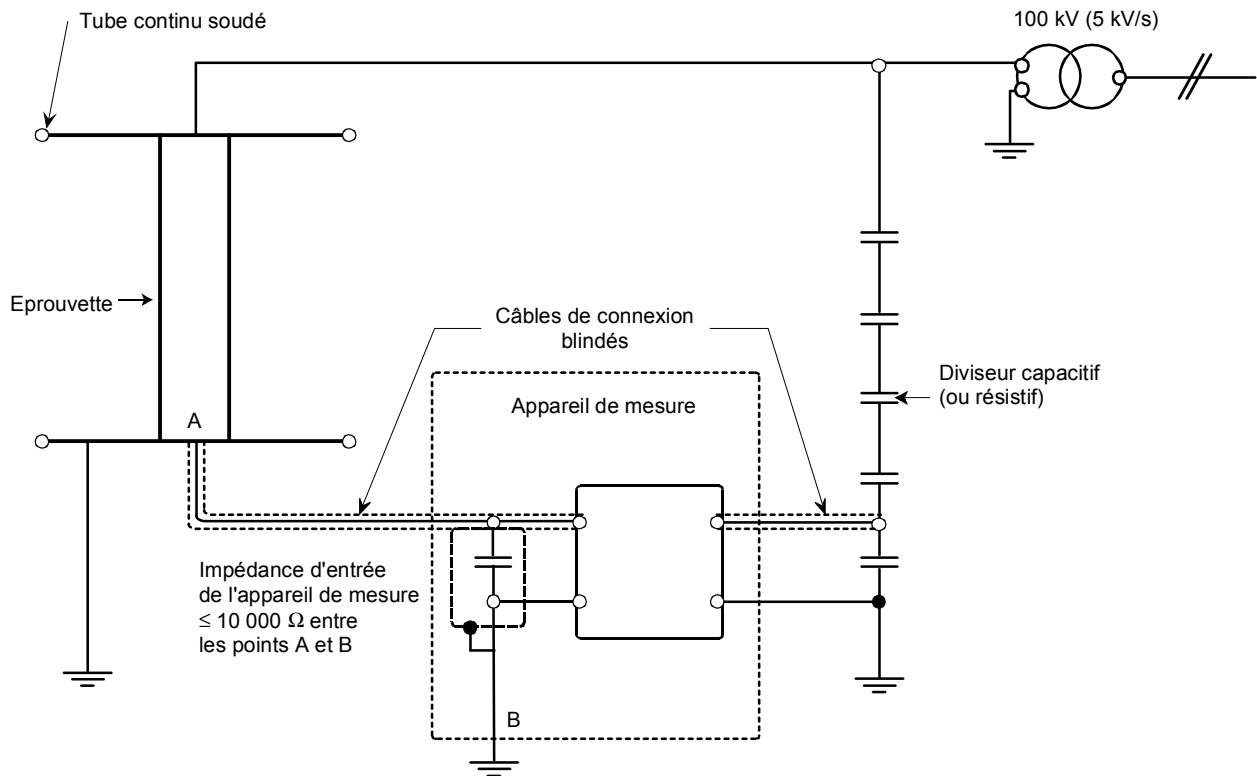 Tube continu soudé
100 kV (5 kV/s)
Eprouvette
Câbles de connexion
blindés
Diviseur capacitif
(ou résistif)
Appareil de mesure
A
Impédance d'entrée
de l'appareil de mesure
≤ 10 000 Ω entre
les points A et B
B